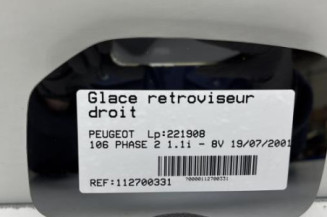 Glace retroviseur
droit
PEUGEOT Lp:221908
106 PHASE 2 1.1i - 8V 19/07/2001
REF:112700331